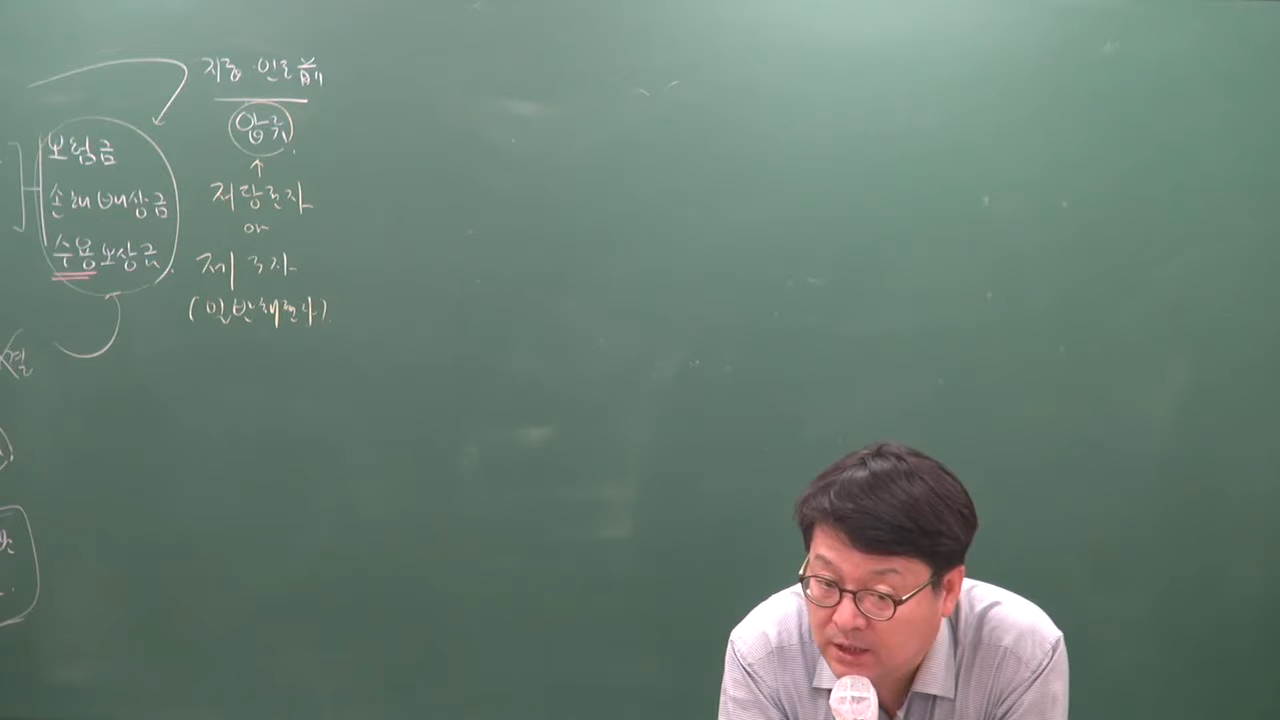 보험금
손해배상금
수용보상금
지급·인도 前
압류
↑
저당권자
or
제3자
(일반채권자)
결